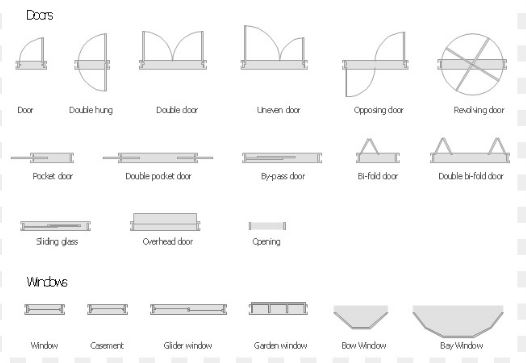 Doors
Door Double hung Double door Uneven door Opposing door Revolving door
Pocket door Double pocket door By-pass door Bi-fold door Double bi-fold door
Sliding glass Overhead door Opening
Windows
Window Casement Glider window Garden window Bow Window Bay Window